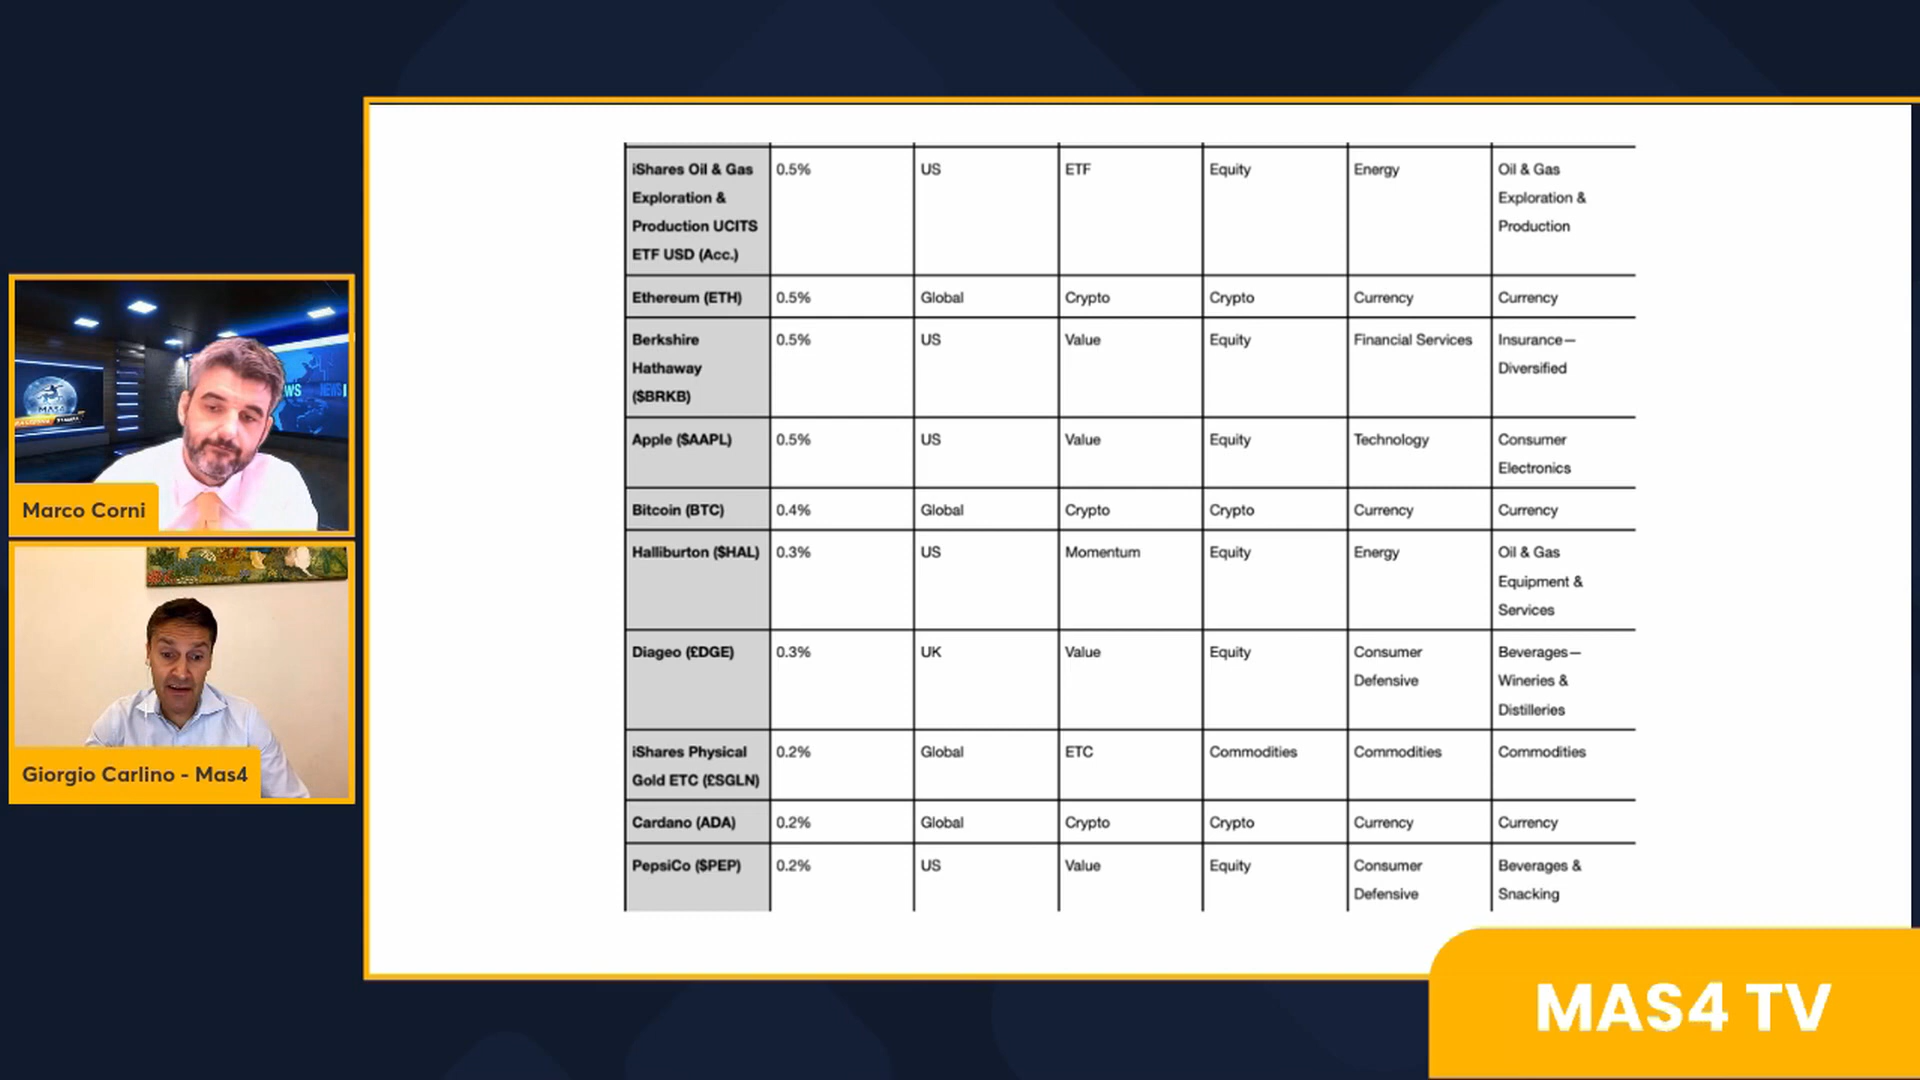 iShares Oil & Gas Exploration & Production UCITS ETF USD (Acc.) 0.5% US ETF Equity Energy Oil & Gas Exploration & Production
Ethereum (ETH) 0.5% Global Crypto Crypto Currency Currency
Berkshire Hathaway ($BRKB) 0.5% US Value Equity Financial Services Insurance—Diversified
Apple ($AAPL) 0.5% US Value Equity Technology Consumer Electronics
Bitcoin (BTC) 0.4% Global Crypto Crypto Currency Currency
Halliburton ($HAL) 0.3% US Momentum Equity Energy Oil & Gas Equipment & Services
Diageo (£DGE) 0.3% UK Value Equity Consumer Defensive Beverages—Wineries & Distilleries
iShares Physical Gold ETC (£SGLN) 0.2% Global ETC Commodities Commodities Commodities
Cardano (ADA) 0.2% Global Crypto Crypto Currency Currency
PepsiCo ($PEP) 0.2% US Value Equity Consumer Defensive Beverages & Snacking
Marco Corni
Giorgio Carlino - Mas4
MAS4 TV